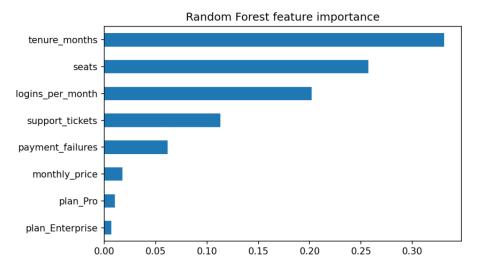 Random Forest feature importance
tenure_months
seats
logins_per_month
support_tickets
payment_failures
monthly_price
plan_Pro
plan_Enterprise
0.00 0.05 0.10 0.15 0.20 0.25 0.30